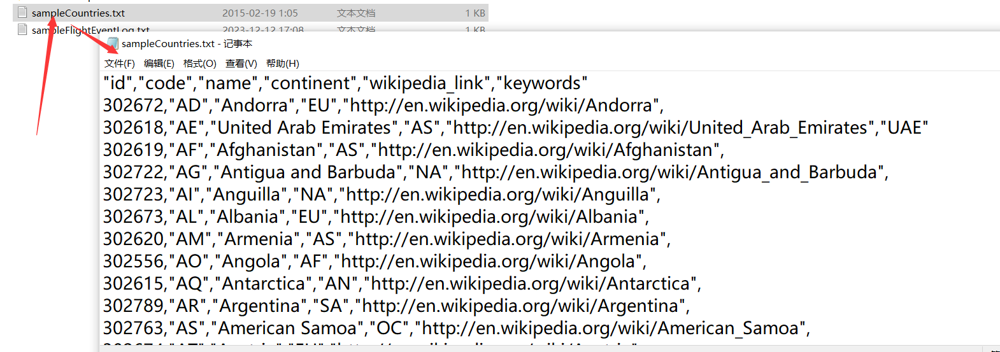 sampleCountries.txt 2015-02-19 1:05 文本文档 1 KB
sampleFlightEventLog.txt 2023-12-12 17:08 文本文档 1 KB
sampleCountries.txt - 记事本
文件(F) 编辑(E) 格式(O) 查看(V) 帮助(H)
"id","code","name","continent","wikipedia_link","keywords"
302672,"AD","Andorra","EU","http://en.wikipedia.org/wiki/Andorra",
302618,"AE","United Arab Emirates","AS","http://en.wikipedia.org/wiki/United_Arab_Emirates","UAE"
302619,"AF","Afghanistan","AS","http://en.wikipedia.org/wiki/Afghanistan",
302722,"AG","Antigua and Barbuda","NA","http://en.wikipedia.org/wiki/Antigua_and_Barbuda",
302723,"AI","Anguilla","NA","http://en.wikipedia.org/wiki/Anguilla",
302673,"AL","Albania","EU","http://en.wikipedia.org/wiki/Albania",
302620,"AM","Armenia","AS","http://en.wikipedia.org/wiki/Armenia",
302556,"AO","Angola","AF","http://en.wikipedia.org/wiki/Angola",
302615,"AQ","Antarctica","AN","http://en.wikipedia.org/wiki/Antarctica",
302789,"AR","Argentina","SA","http://en.wikipedia.org/wiki/Argentina",
302763,"AS","American Samoa","OC","http://en.wikipedia.org/wiki/American_Samoa",